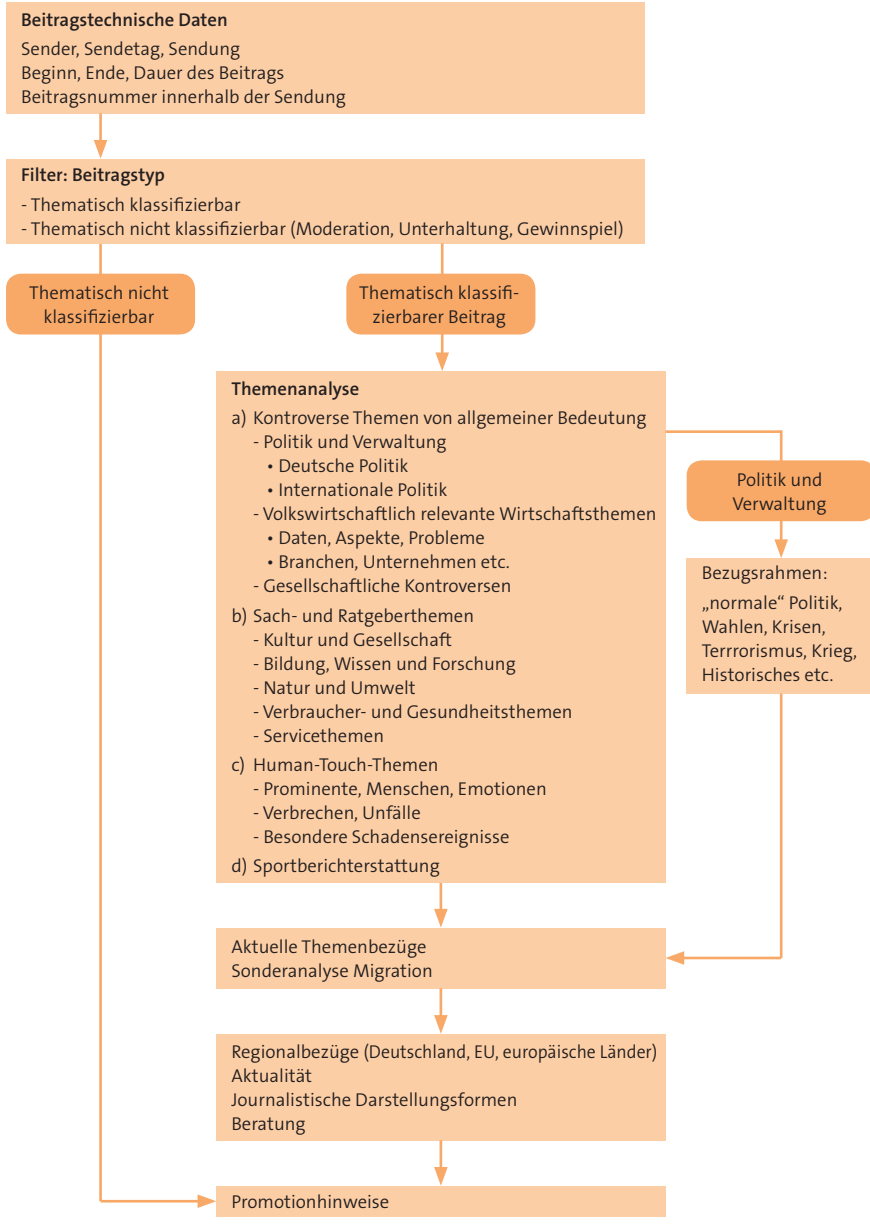 Beitragstechnische Daten
Sender, Sendetag, Sendung
Beginn, Ende, Dauer des Beitrags
Beitragsnummer innerhalb der Sendung
Filter: Beitragstyp
- Thematisch klassifizierbar
- Thematisch nicht klassifizierbar (Moderation, Unterhaltung, Gewinnspiel)
Thematisch nicht
klassifizierbar
Thematisch klassifi-
zierbarer Beitrag
Themenanalyse
a) Kontroverse Themen von allgemeiner Bedeutung
- Politik und Verwaltung
• Deutsche Politik
• Internationale Politik
- Volkswirtschaftlich relevante Wirtschaftsthemen
• Daten, Aspekte, Probleme
• Branchen, Unternehmen etc.
- Gesellschaftliche Kontroversen
b) Sach- und Ratgeberthemen
- Kultur und Gesellschaft
- Bildung, Wissen und Forschung
- Natur und Umwelt
- Verbraucher- und Gesundheitsthemen
- Servicethemen
c) Human-Touch-Themen
- Prominente, Menschen, Emotionen
- Verbrechen, Unfälle
- Besondere Schadensereignisse
d) Sportberichterstattung
Politik und
Verwaltung
Bezugsrahmen:
„normale“ Politik,
Wahlen, Krisen,
Terrrorismus, Krieg,
Historisches etc.
Aktuelle Themenbezüge
Sonderanalyse Migration
Regionalbezüge (Deutschland, EU, europäische Länder)
Aktualität
Journalistische Darstellungsformen
Beratung
Promotionhinweise